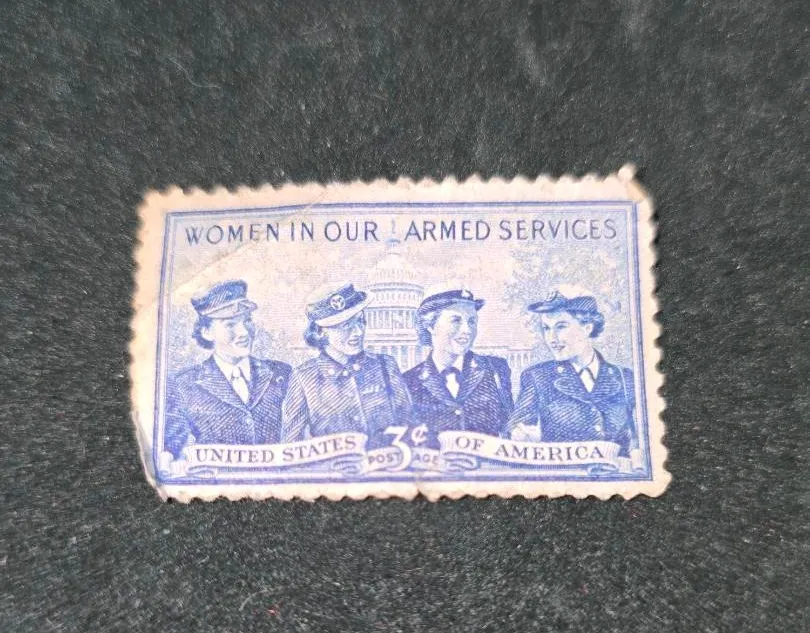 WOMEN IN OUR ARMED SERVICES
UNITED STATES 3¢ OF AMERICA
POSTAGE